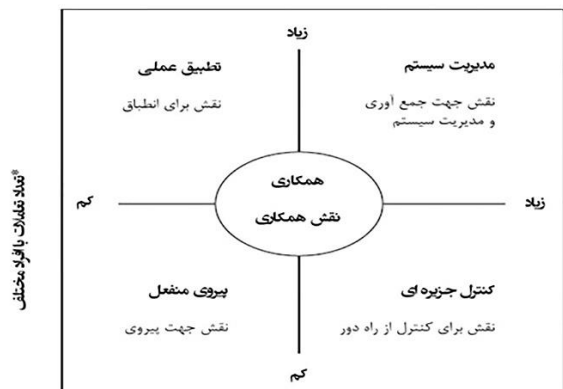 زیاد
مدیریت سیستم
تطبیق عملی
نقش جهت جمع آوری
و مدیریت سیستم
نقش برای انطباق
همکاری
نقش همکاری
زیاد
کم
کنترل جزیره ای
پیروی منفعل
نقش برای کنترل از راه دور
نقش جهت پیروی
کم
*تعداد تعاملات با افراد مختلف